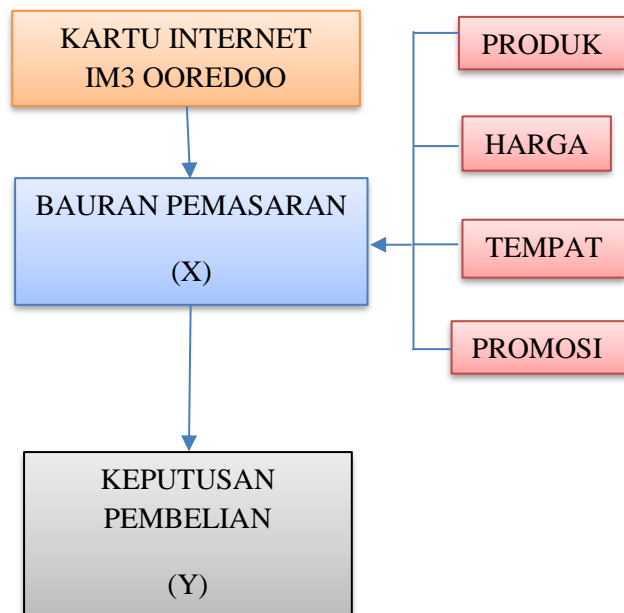 KARTU INTERNET
IM3 OOREDOO
BAURAN PEMASARAN
(X)
KEPUTUSAN
PEMBELIAN
(Y)
PRODUK
HARGA
TEMPAT
PROMOSI